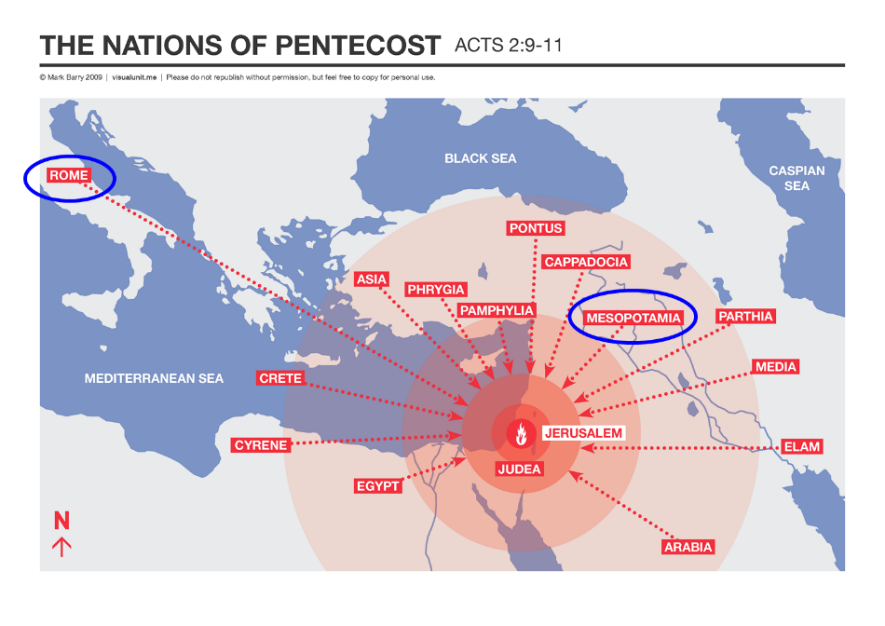 THE NATIONS OF PENTECOST ACTS 2:9-11
© Mark Barry 2009 | visualunit.me | Please do not republish without permission, but feel free to copy for personal use.
BLACK SEA
CASPIAN
SEA
ROME
PONTUS
CAPPADOCIA
ASIA
PHRYGIA
PAMPHYLIA
MESOPOTAMIA
PARTHIA
MEDIA
MEDITERRANEAN SEA
CRETE
CYRENE
JERUSALEM
ELAM
JUDEA
EGYPT
N
ARABIA